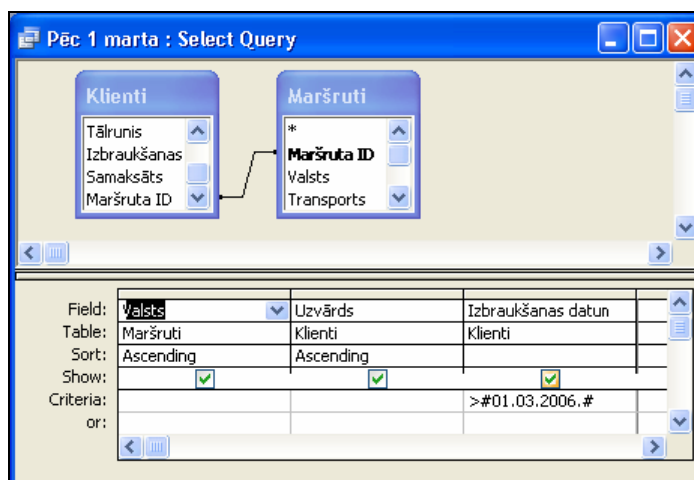 Pēc 1 marta : Select Query
Klienti
Tālrunis
Izbraukšanas
Samaksāts
Maršruta ID
Maršruti
*
Maršruta ID
Valsts
Transports
Field: Valsts Uzvārds Izbraukšanas datun
Table: Maršruti Klienti Klienti
Sort: Ascending Ascending
Show:
Criteria: >#01.03.2006.#
or: